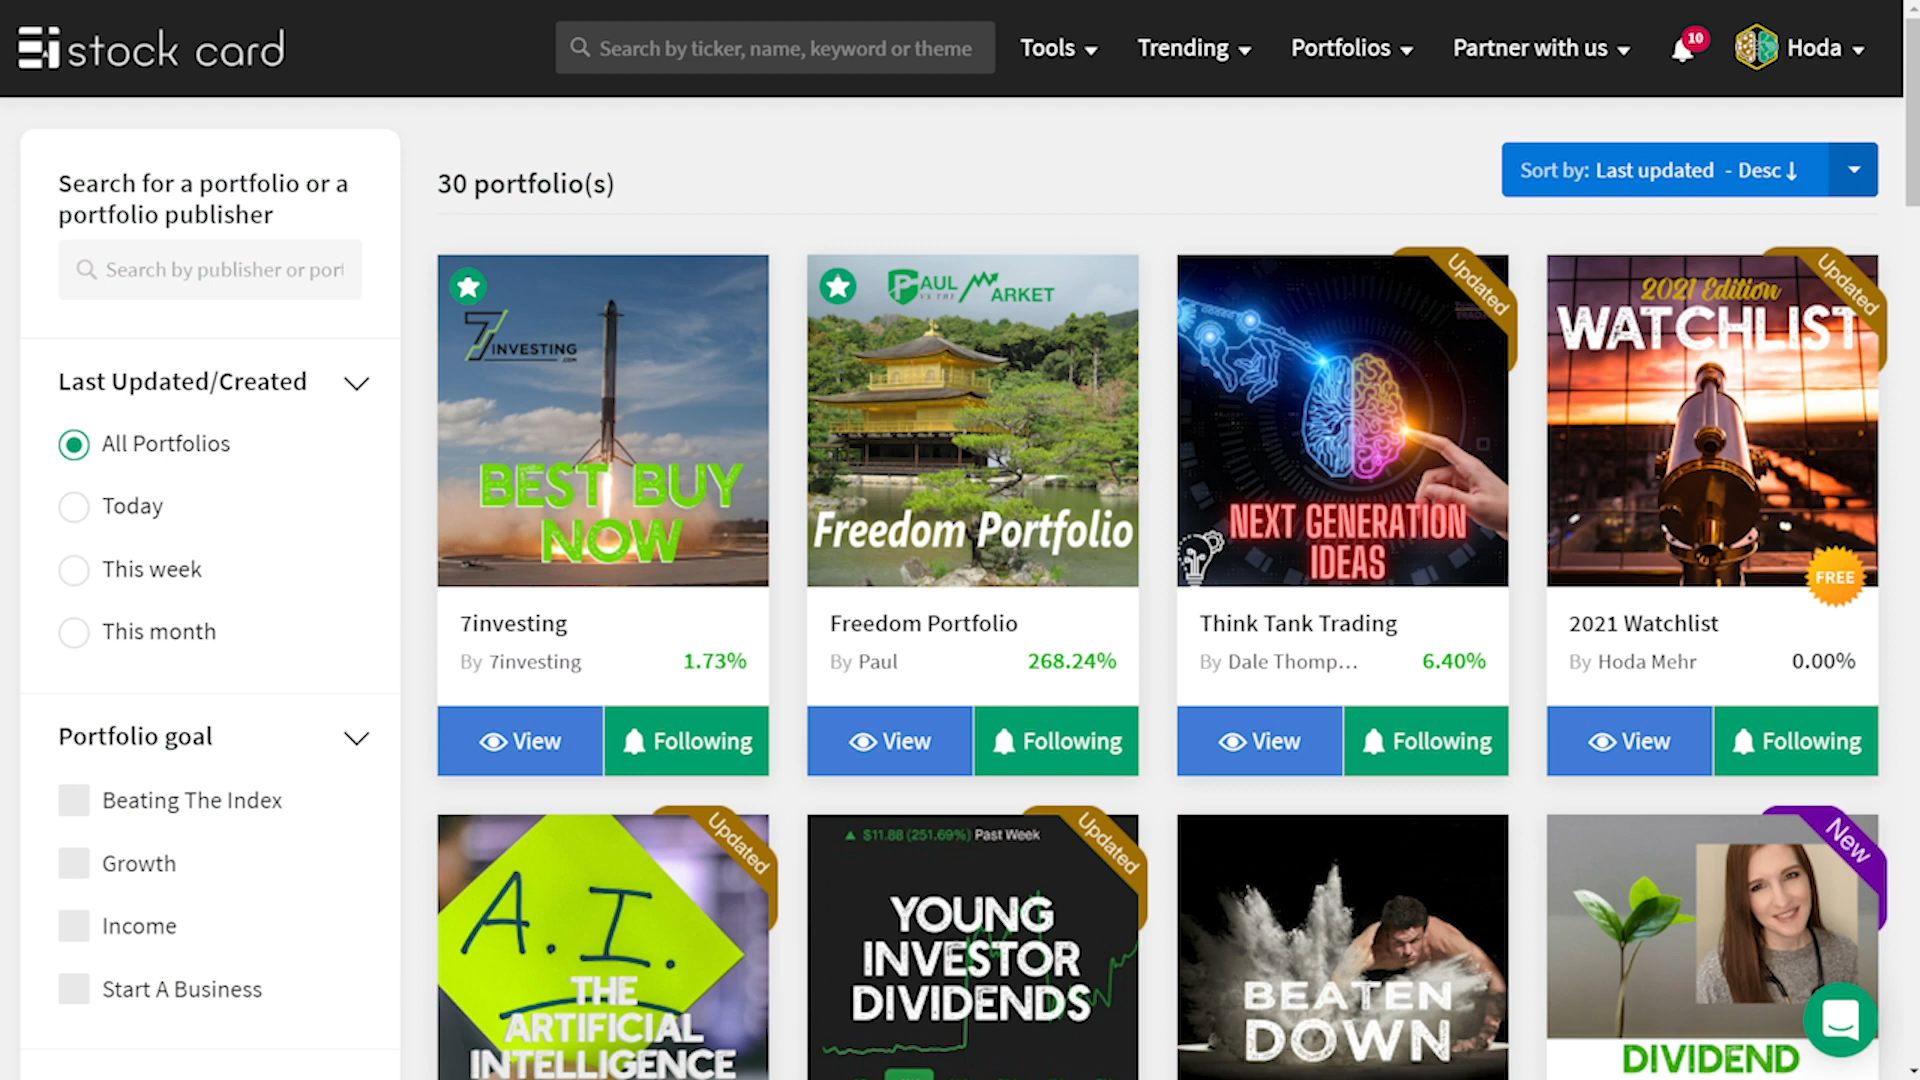 stock card
Search by ticker, name, keyword or theme
Tools
Trending
Portfolios
Partner with us
10
Hoda
Search for a portfolio or a
portfolio publisher
Search by publisher or port
Last Updated/Created
All Portfolios
Today
This week
This month
Portfolio goal
Beating The Index
Growth
Income
Start A Business
30 portfolio(s)
Sort by: Last updated - Desc
7INVESTING
.COM
BEST BUY
NOW
7investing
By 7investing
1.73%
View
Following
PAUL
VS THE
MARKET
Freedom Portfolio
Freedom Portfolio
By Paul
268.24%
View
Following
Updated
NEXT GENERATION
IDEAS
Think Tank Trading
By Dale Thomp...
6.40%
View
Following
Updated
2021 Edition
WATCHLIST
FREE
2021 Watchlist
By Hoda Mehr
0.00%
View
Following
Updated
A.I.
THE
ARTIFICIAL
INTELLIGENCE
Updated
$11.88 (251.69%) Past Week
YOUNG
INVESTOR
DIVIDENDS
BEATEN
DOWN
New
DIVIDEND